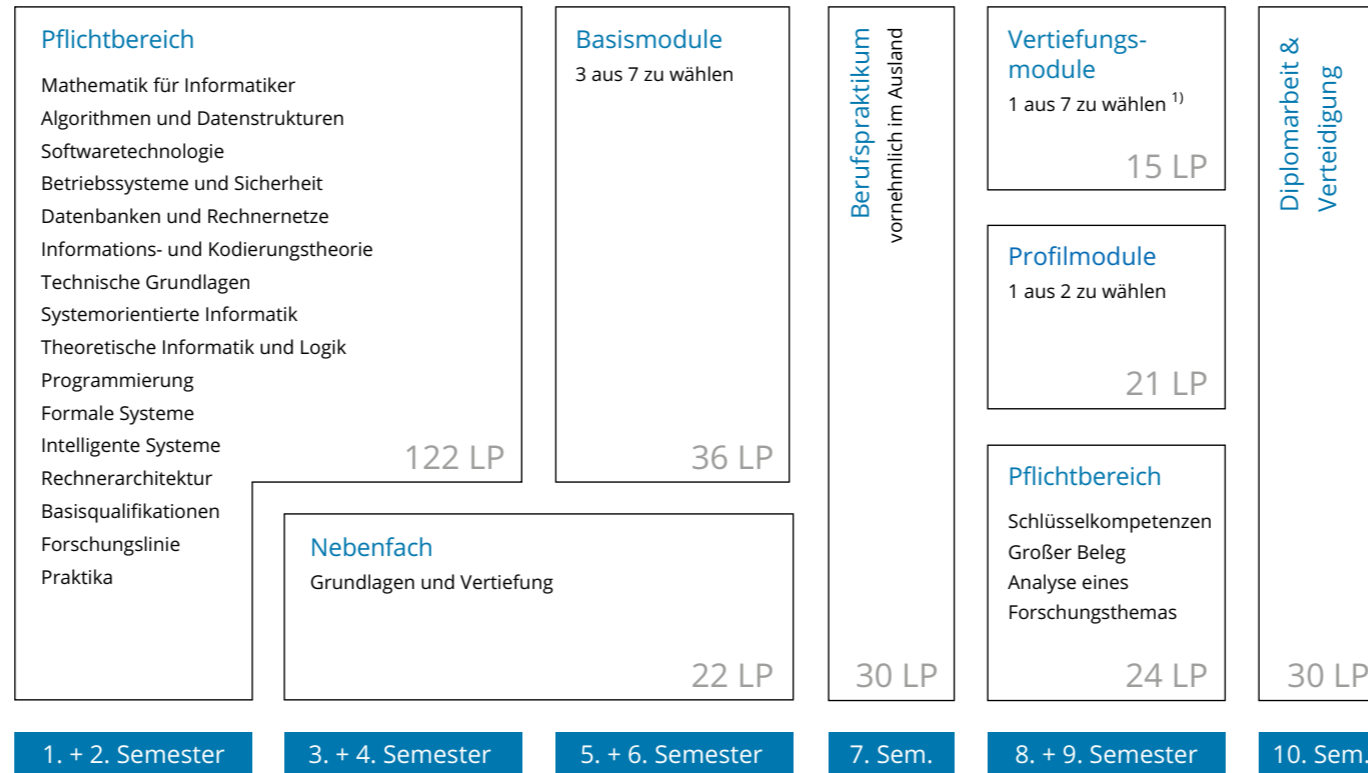 Pflichtbereich
Mathematik für Informatiker
Algorithmen und Datenstrukturen
Softwaretechnologie
Betriebssysteme und Sicherheit
Datenbanken und Rechnernetze
Informations- und Kodierungstheorie
Technische Grundlagen
Systemorientierte Informatik
Theoretische Informatik und Logik
Programmierung
Formale Systeme
Intelligente Systeme
Rechnerarchitektur
Basisqualifikationen
Forschungslinie
Praktika
122 LP
Basismodule
3 aus 7 zu wählen
36 LP
Nebenfach
Grundlagen und Vertiefung
22 LP
Berufspraktikum
vornehmlich im Ausland
30 LP
Vertiefungs-
module
1 aus 7 zu wählen 1)
15 LP
Profilmodule
1 aus 2 zu wählen
21 LP
Pflichtbereich
Schlüsselkompetenzen
Großer Beleg
Analyse eines
Forschungsthemas
24 LP
Diplomarbeit &
Verteidigung
30 LP
1. + 2. Semester
3. + 4. Semester
5. + 6. Semester
7. Sem.
8. + 9. Semester
10. Sem.